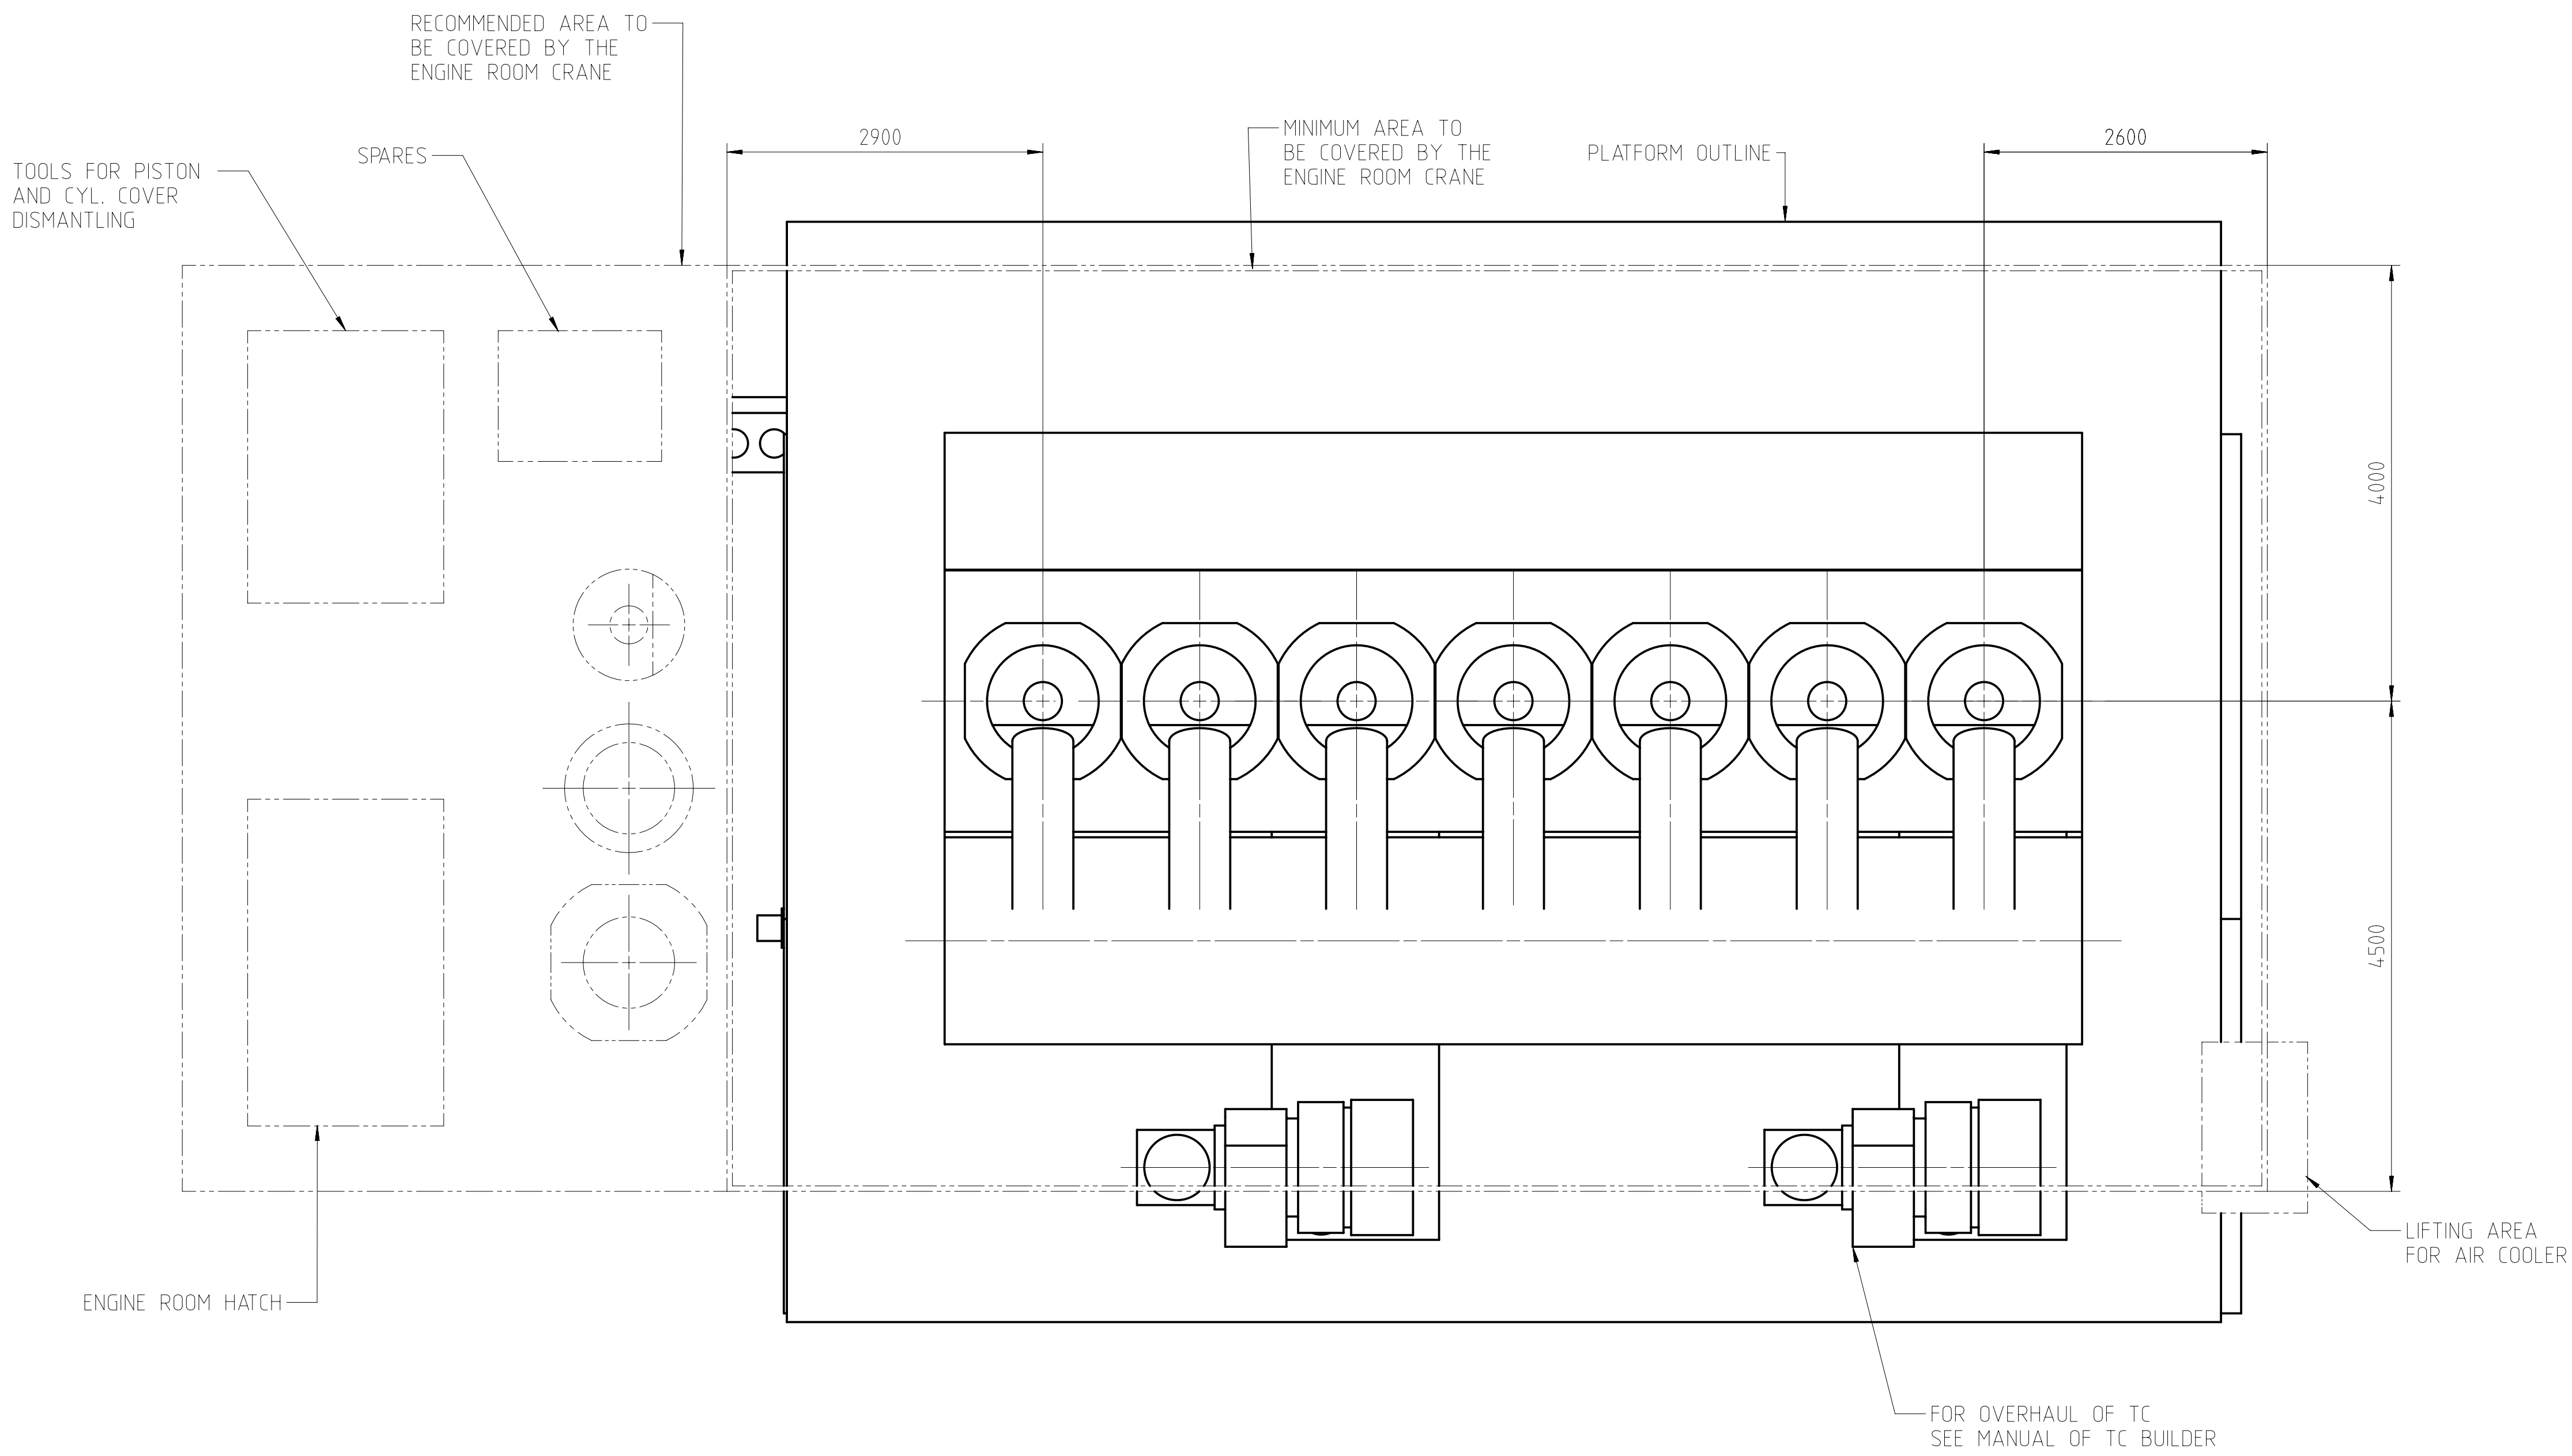 RECOMMENDED AREA TO
BE COVERED BY THE
ENGINE ROOM CRANE
SPARES
TOOLS FOR PISTON
AND CYL. COVER
DISMANTLING
2900
MINIMUM AREA TO
BE COVERED BY THE
ENGINE ROOM CRANE
PLATFORM OUTLINE
2600
4000
4500
LIFTING AREA
FOR AIR COOLER
ENGINE ROOM HATCH
FOR OVERHAUL OF TC
SEE MANUAL OF TC BUILDER